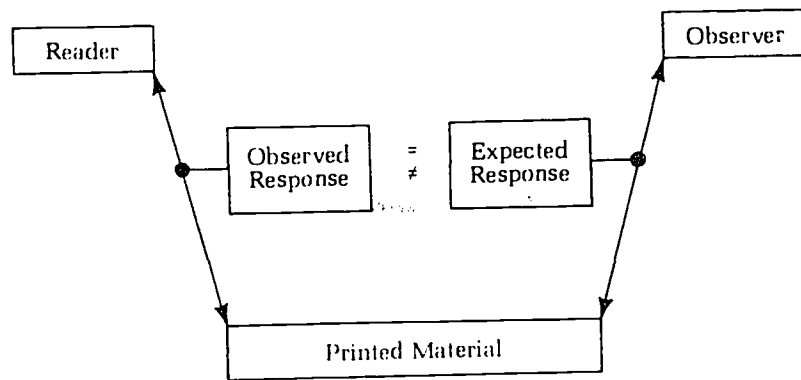 Reader
Observer
Observed
Response
=
≠
Expected
Response
Printed Material